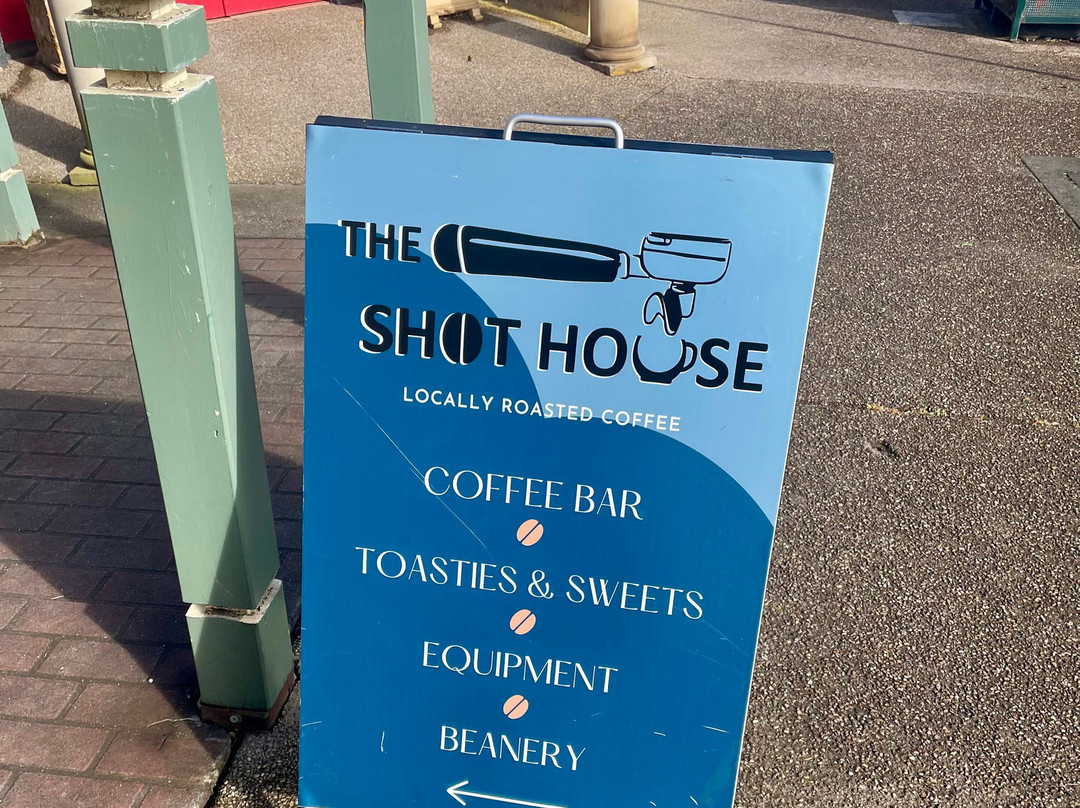 THE
SHOT HOUSE
LOCALLY ROASTED COFFEE
COFFEE BAR
TOASTIES & SWEETS
EQUIPMENT
BEANERY